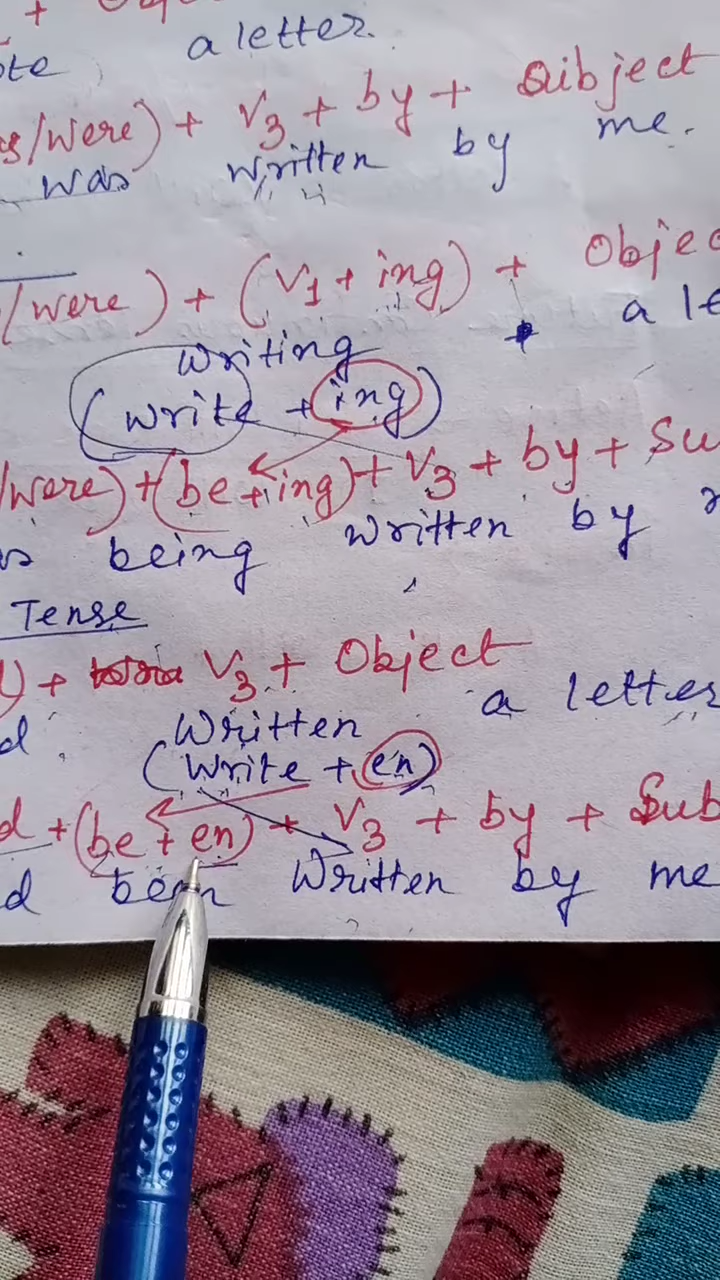 +
a letter.
/were) + V3 + by + Subject
was written by me.
/were) + (V1 + ing) + Objec
a le
writing
(write + ing)
/were) + (be + ing) + V3 + by + Su
being written by
Tense
) + V3 + Object
a letter
d written
(write + en)
d + (be + en) + V3 + by + Sub
d been written by me